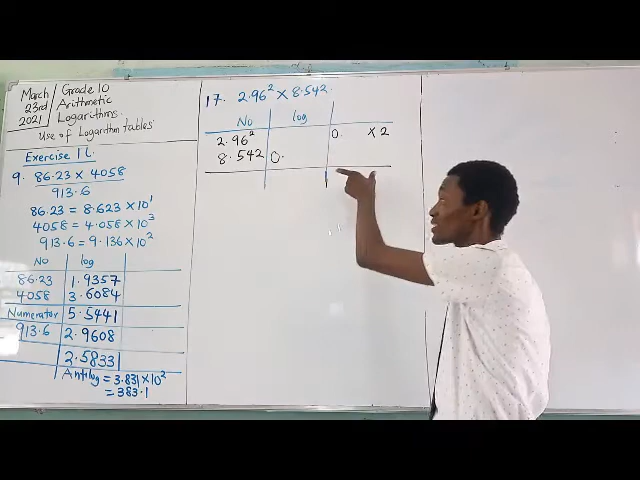 March 23rd 2021
Grade 10
Arithmetic
Logarithms.
Use of Logarithm tables
Exercise 11
9. 86.23 × 4058
913.6
86.23 = 8.623 × 10¹
4058 = 4.058 × 10³
913.6 = 9.136 × 10²
No log
86.23 1.9357
4058 3.6084
Numerator 5.5441
913.6 2.9608
2.5833
Antilog = 3.831 × 10²
= 383.1
17. 2.96² × 8.542.
No log
2.96² 0. × 2
8.542 0.